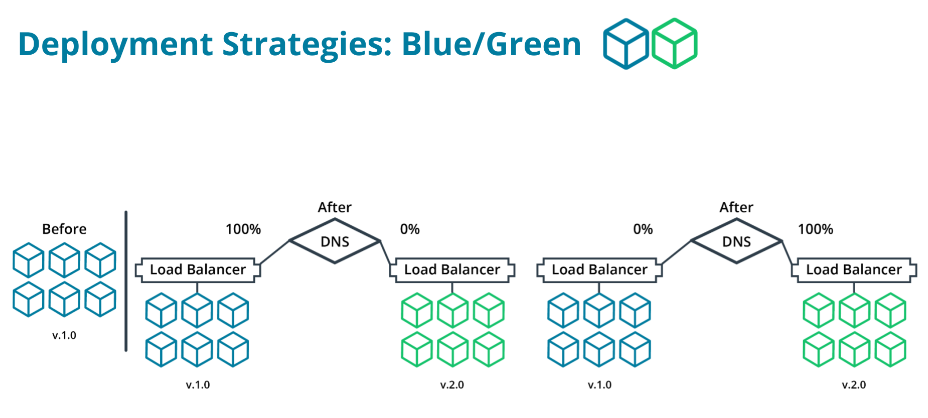 Deployment Strategies: Blue/Green
Before
v.1.0
After
100%
0%
DNS
Load Balancer
Load Balancer
v.1.0
v.2.0
After
0%
100%
DNS
Load Balancer
Load Balancer
v.1.0
v.2.0